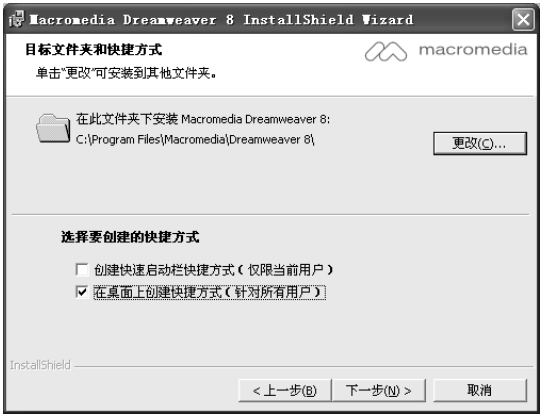 Macromedia Dreamweaver 8 InstallShield Wizard
目标文件夹和快捷方式
macromedia
单击"更改"可安装到其他文件夹。
在此文件夹下安装 Macromedia Dreamweaver 8:
C:\Program Files\Macromedia\Dreamweaver 8\
更改(C)...
选择要创建的快捷方式
创建快速启动栏快捷方式(仅限当前用户)
在桌面上创建快捷方式(针对所有用户)
InstallShield
<上一步(B) 下一步(N)> 取消